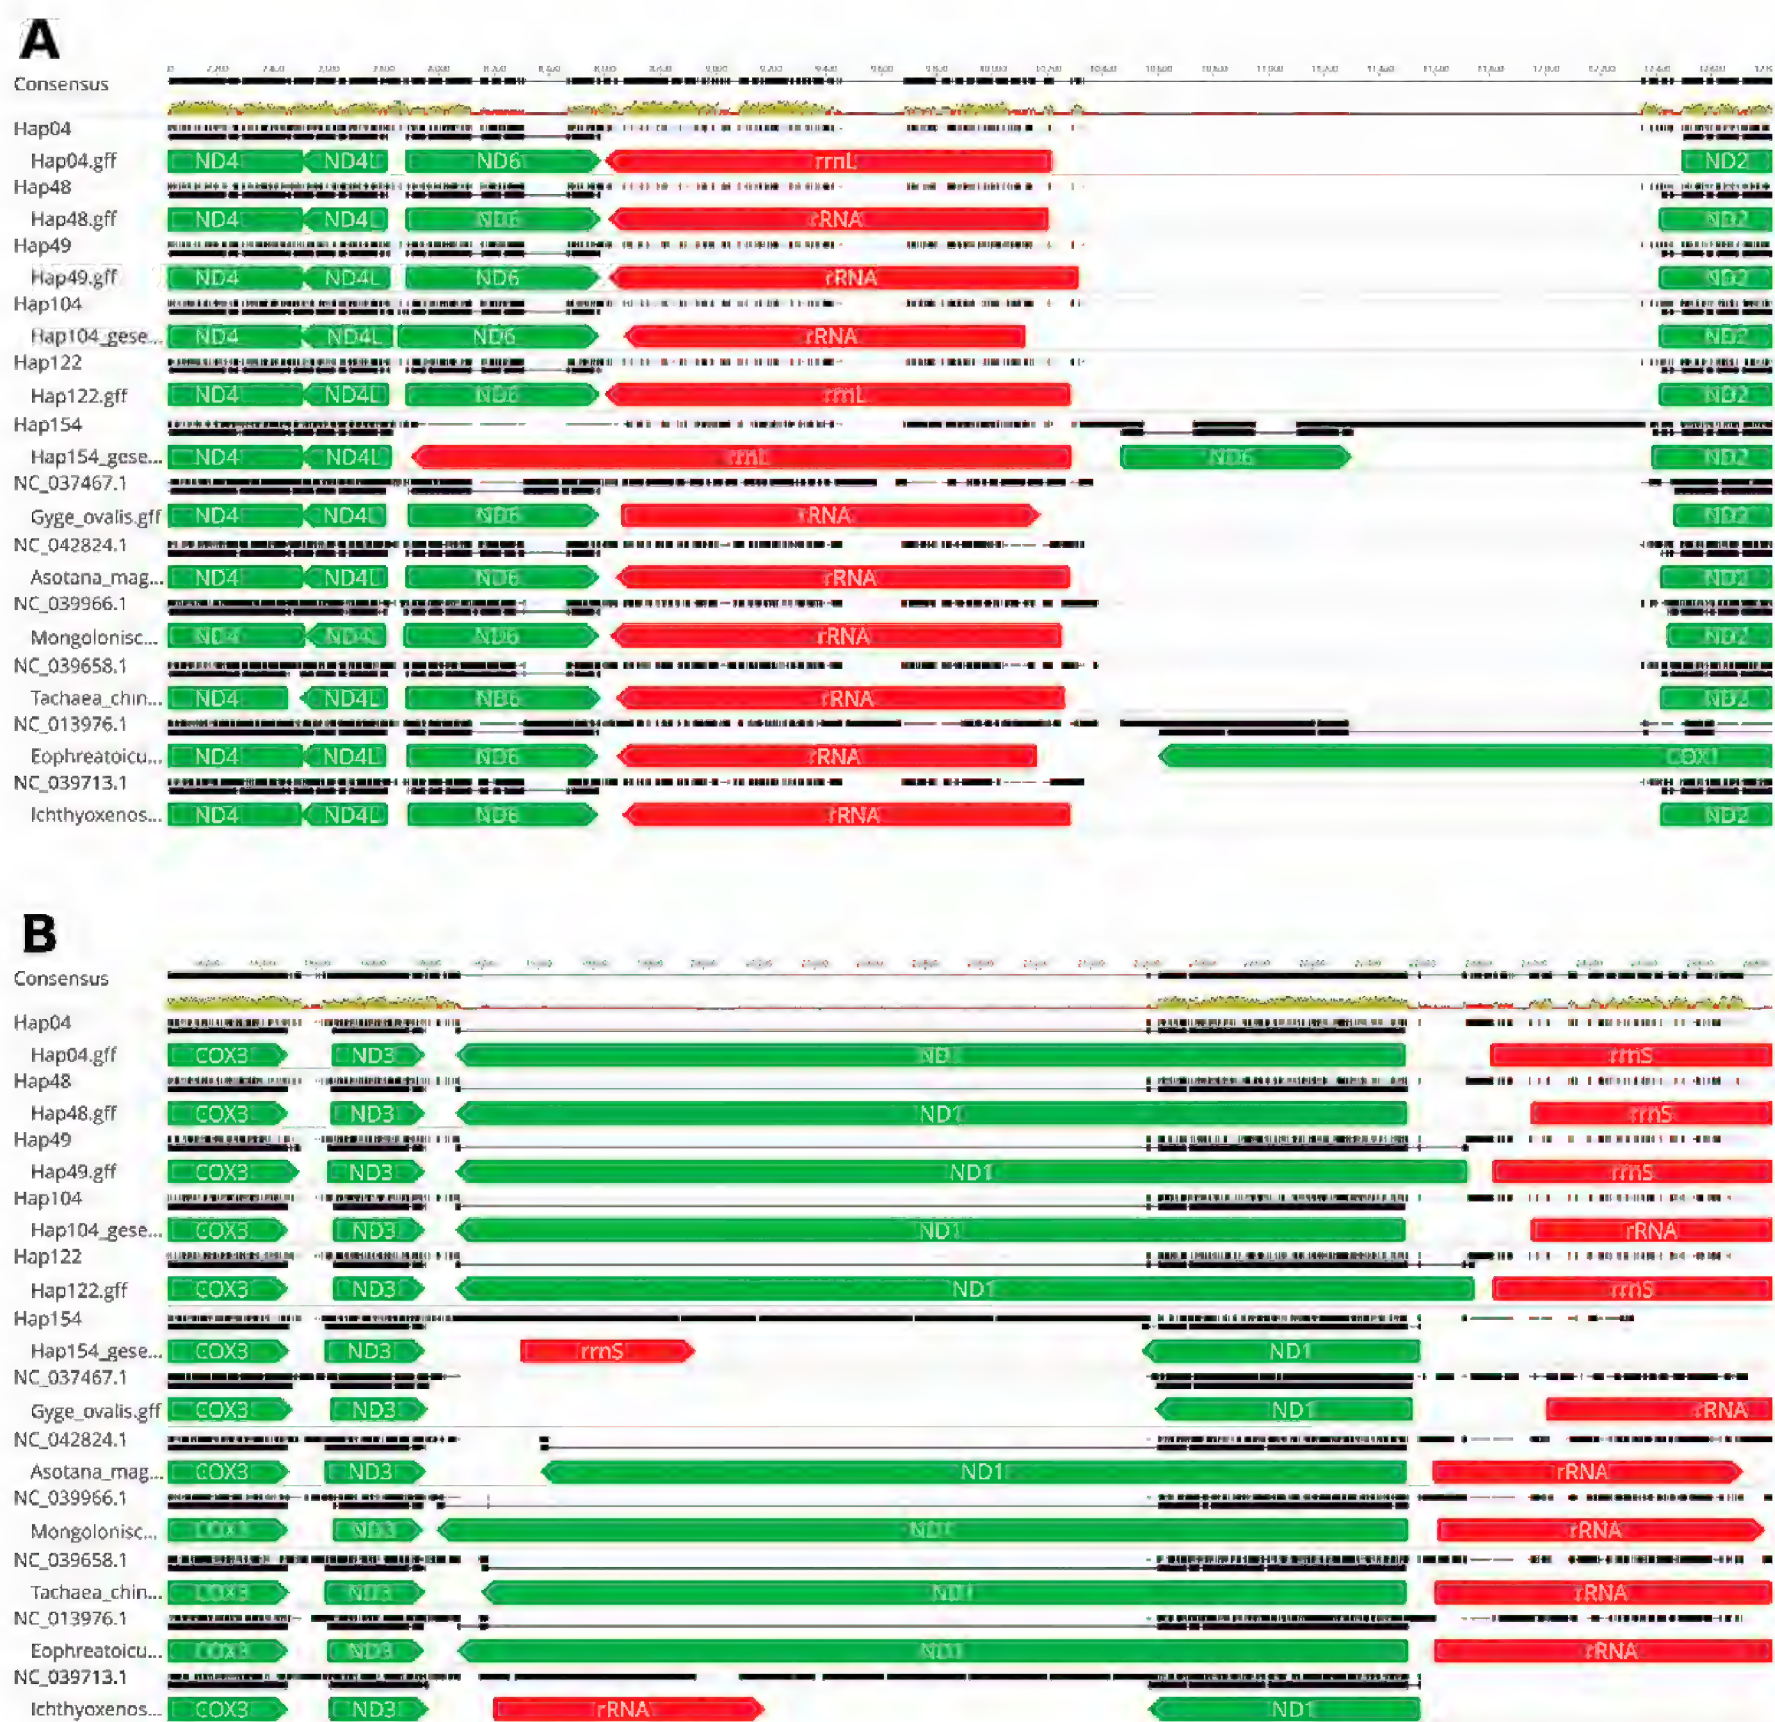 A
Consensus
Hap04
Hap04.gff ND4 ND4L ND6 rrnL ND2
Hap48
Hap48.gff ND4 ND4L ND6 rRNA ND2
Hap49
Hap49.gff ND4 ND4L ND6 rRNA ND2
Hap104
Hap104_gese... ND4 ND4L ND6 rRNA ND2
Hap122
Hap122.gff ND4 ND4L ND6 rrnL ND2
Hap154
Hap154_gese... ND4 ND4L rrnL ND6 ND2
NC_037467.1
Gyge_ovalis.gff ND4 ND4L ND6 rRNA ND2
NC_042824.1
Asotana_mag... ND4 ND4L ND6 rRNA ND2
NC_039966.1
Mongolonisc... ND4 ND4L ND6 rRNA ND2
NC_039658.1
Tachaea_chin... ND4 ND4L ND6 rRNA ND2
NC_013976.1
Eophreatoicu... ND4 ND4L ND6 rRNA COX1
NC_039713.1
Ichthyoxenos... ND4 ND4L ND6 rRNA ND2
B
Consensus
Hap04
Hap04.gff COX3 ND3 ND1 rrnS
Hap48
Hap48.gff COX3 ND3 ND1 rrnS
Hap49
Hap49.gff COX3 ND3 ND1 rrnS
Hap104
Hap104_gese... COX3 ND3 ND1 rRNA
Hap122
Hap122.gff COX3 ND3 ND1 rrnS
Hap154
Hap154_gese... COX3 ND3 rrnS ND1
NC_037467.1
Gyge_ovalis.gff COX3 ND3 ND1 rRNA
NC_042824.1
Asotana_mag... COX3 ND3 ND1 rRNA
NC_039966.1
Mongolonisc... COX3 ND3 ND1 rRNA
NC_039658.1
Tachaea_chin... COX3 ND3 ND1 rRNA
NC_013976.1
Eophreatoicu... COX3 ND3 ND1 rRNA
NC_039713.1
Ichthyoxenos... COX3 ND3 rRNA ND1